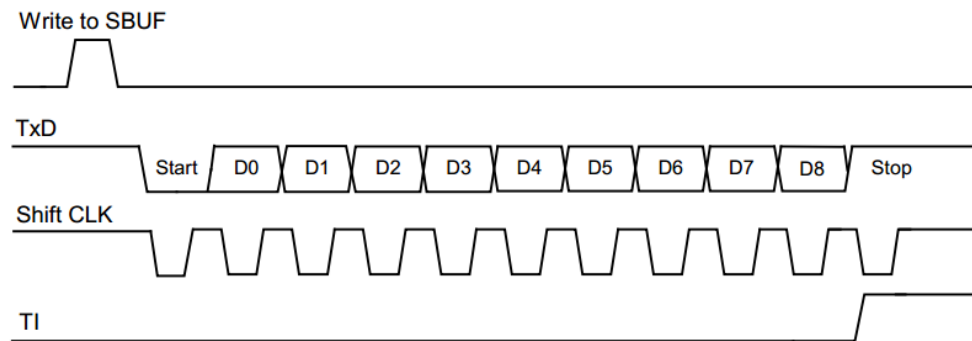 Write to SBUF
TxD
Start D0 D1 D2 D3 D4 D5 D6 D7 D8 Stop
Shift CLK
TI